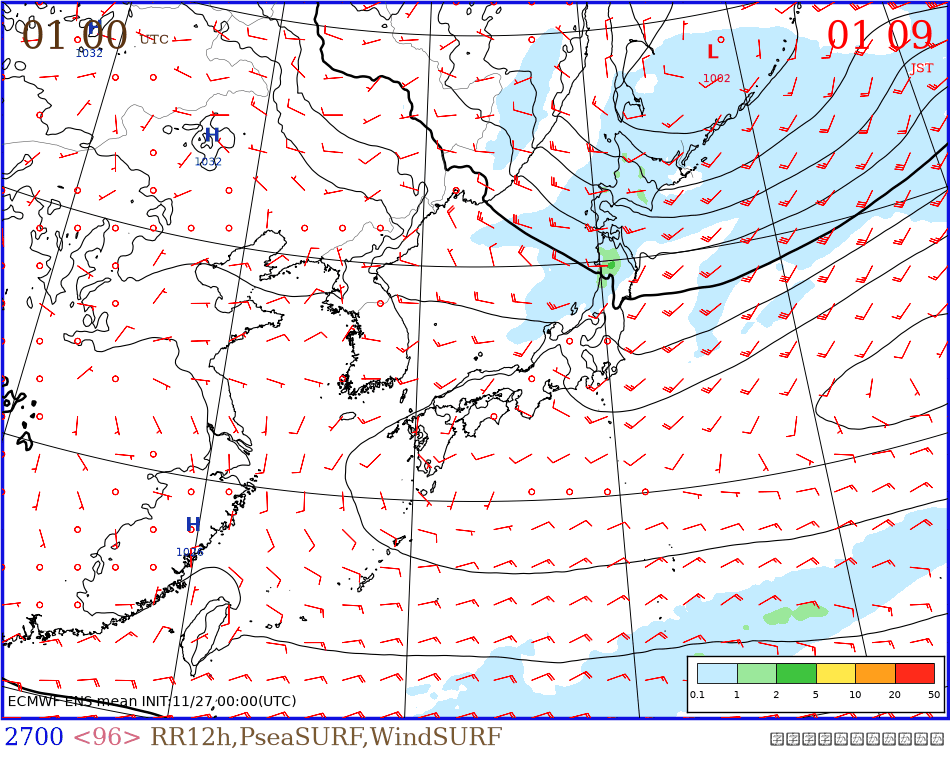 01 00 UTC
01 09
JST
H
1032
L
1002
H
1032
H
ECMWF ENS mean INIT:11/27 00:00(UTC)
0.1 1 2 5 10 20 50
2700 <96> RR12h,PseaSURF,WindSURF